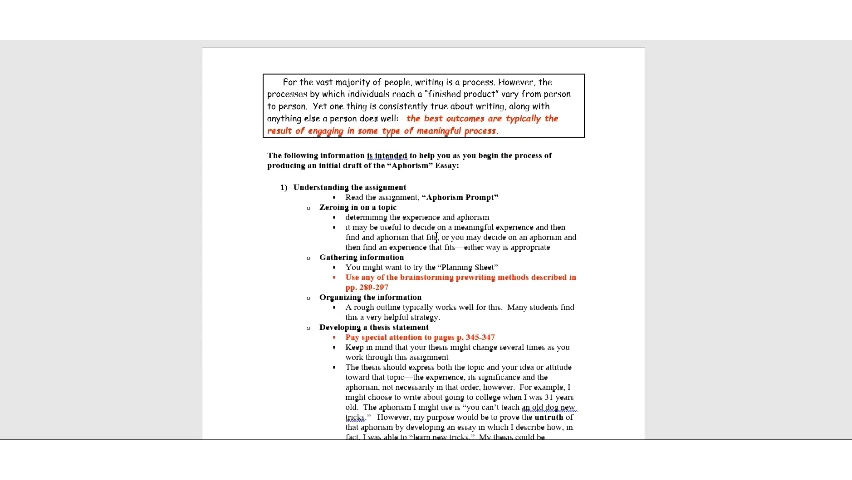 For the vast majority of people, writing is a process. However, the
processes by which individuals reach a "finished product" vary from person
to person. Yet one thing is consistently true about writing, along with
anything else a person does well: the best outcomes are typically the
result of engaging in some type of meaningful process.
The following information is intended to help you as you begin the process of
producing an initial draft of the "Aphorism" Essay:
1) Understanding the assignment
• Read the assignment, "Aphorism Prompt"
o Zeroing in on a topic
• determining the experience and aphorism
• it may be useful to decide on a meaningful experience and then
find and aphorism that fits, or you may decide on an aphorism and
then find an experience that fits—either way is appropriate
o Gathering information
• You might want to try the "Planning Sheet"
• Use any of the brainstorming prewriting methods described in
pp. 289-297
o Organizing the information
• A rough outline typically works well for this. Many students find
this a very helpful strategy.
o Developing a thesis statement
• Pay special attention to pages p. 345-347
• Keep in mind that your thesis might change several times as you
work through this assignment
• The thesis should express both the topic and your idea or attitude
toward that topic—the experience, its significance and the
aphorism, not necessarily in that order, however. For example, I
might choose to write about going to college when I was 31 years
old. The aphorism I might use is "you can't teach an old dog new
tricks." However, my purpose would be to prove the untruth of
that aphorism by developing an essay in which I describe how, in
fact, I was able to "learn new tricks." My thesis could be